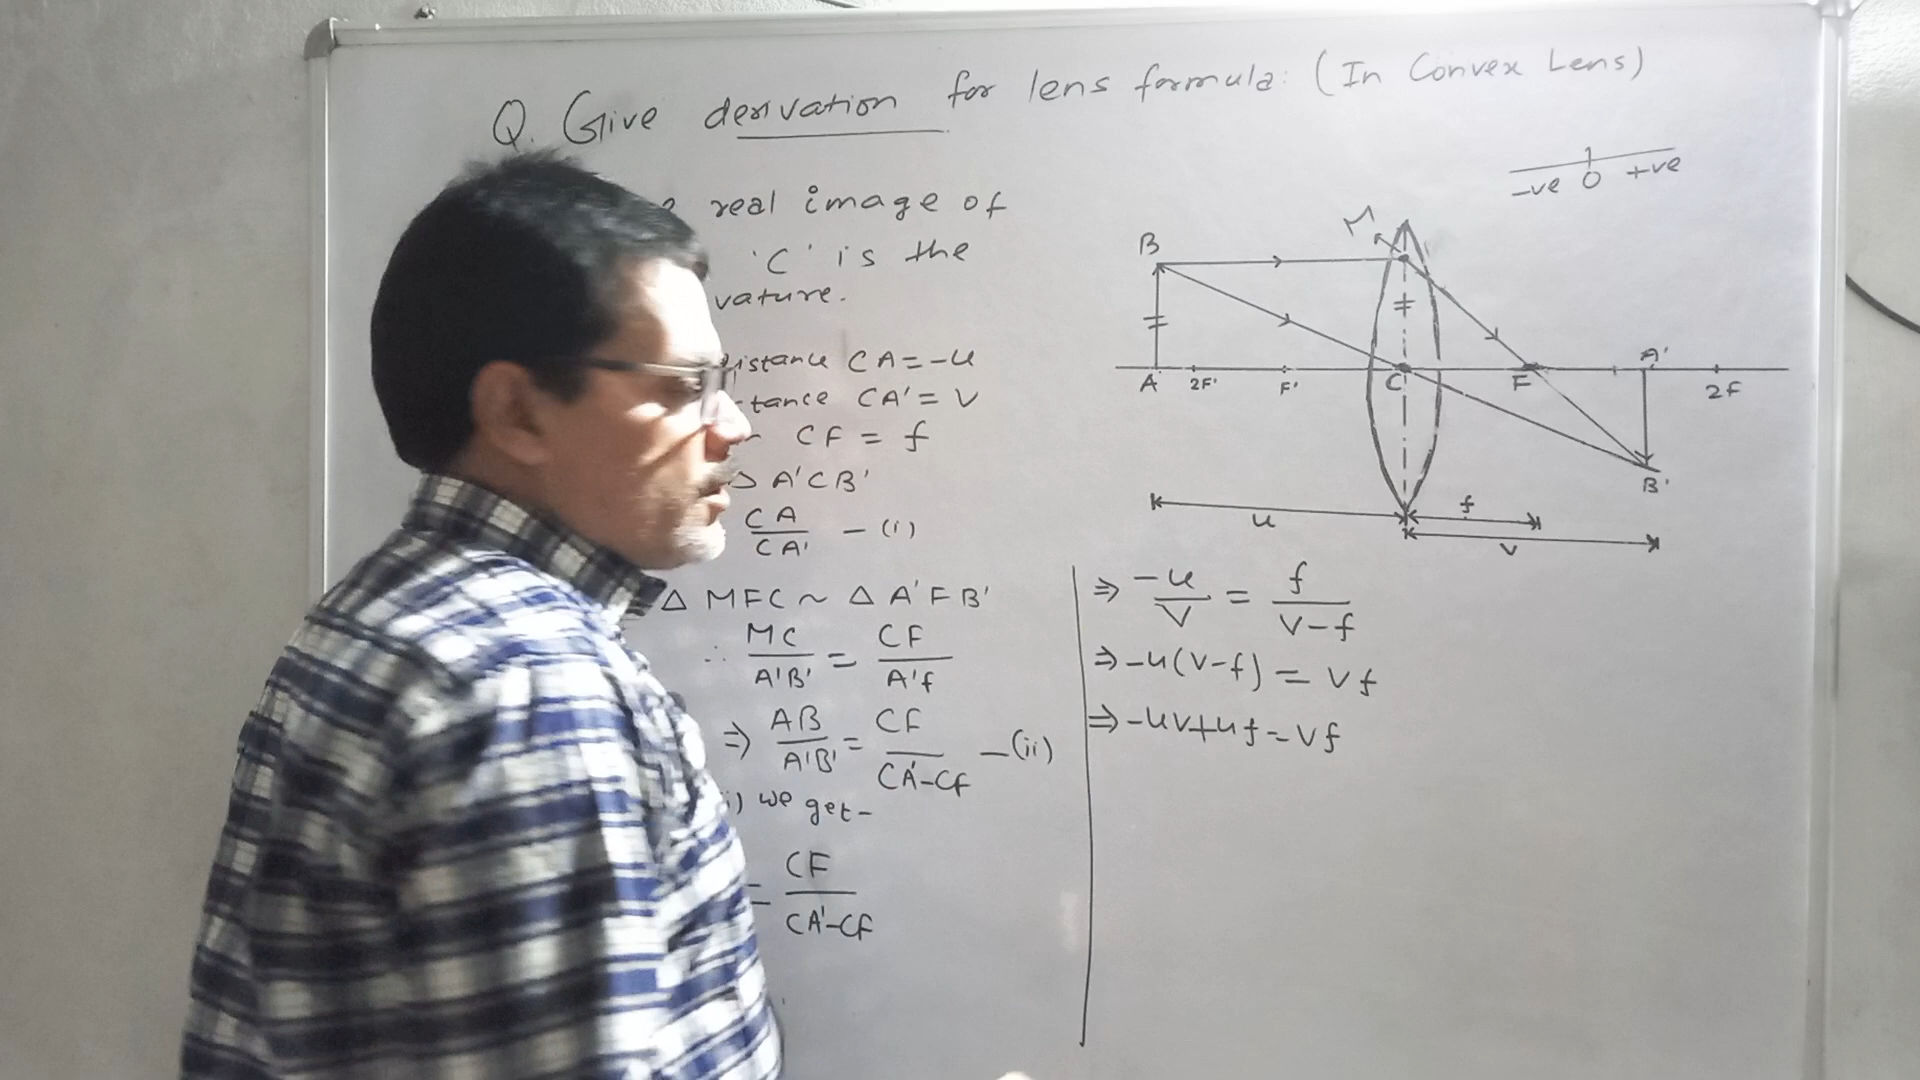 Q. Give derivation for lens formula: (In Convex Lens)
real image of
'C' is the
vature.
istance CA = -u
tance CA' = v
CF = f
Δ A'CB'
CA/CA' - (i)
Δ MFC ~ Δ A'FB'
∴ MC/A'B' = CF/A'f
⇒ AB/A'B' = CF/CA'-Cf - (ii)
i) we get-
= CF/CA'-Cf
-ve 0 +ve
M
B
A 2F' F' C F A' 2F
B'
u f
v
⇒ -u/v = f/v-f
⇒ -u(v-f) = vf
⇒ -uv+uf = vf